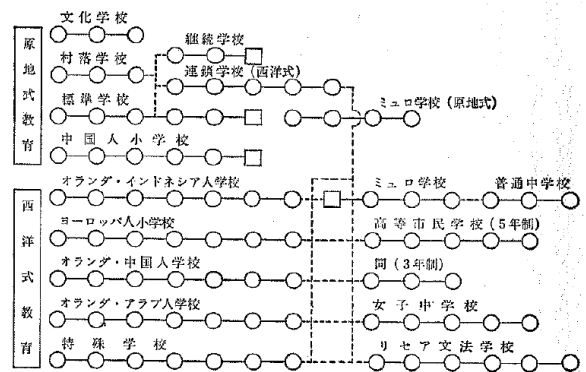 原地式教育
文化学校
村落学校
継続学校
連鎖学校 (西洋式)
標準学校
ミュロ学校 (原地式)
中国人小学校
西洋式教育
オランダ・インドネシア人学校
ミュロ学校
普通中学校
ヨーロッパ人小学校
高等市民学校 (5年制)
オランダ・中国人学校
同 (3年制)
オランダ・アラブ人学校
女子中学校
特殊学校
リセア文法学校